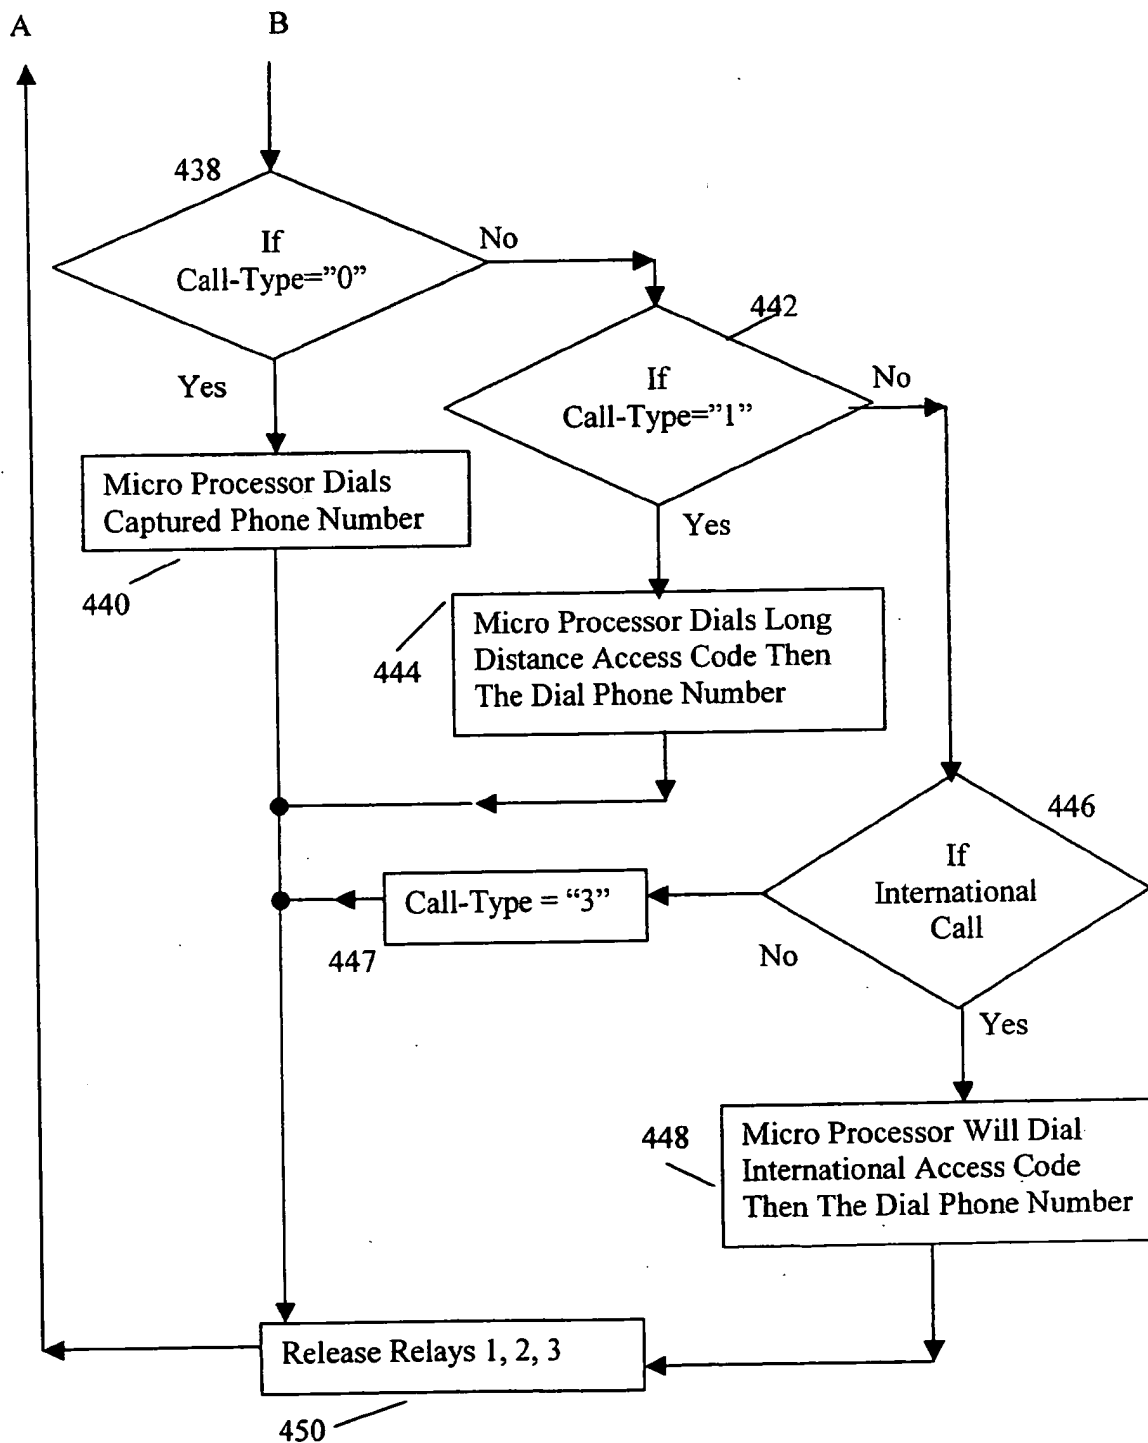 A
B
438
If
Call-Type=”0”
No
Yes
442
If
Call-Type=”1”
No
Yes
Micro Processor Dials
Captured Phone Number
440
444
Micro Processor Dials Long
Distance Access Code Then
The Dial Phone Number
446
If
International
Call
No
Yes
Call-Type = “3”
447
448
Micro Processor Will Dial
International Access Code
Then The Dial Phone Number
Release Relays 1, 2, 3
450